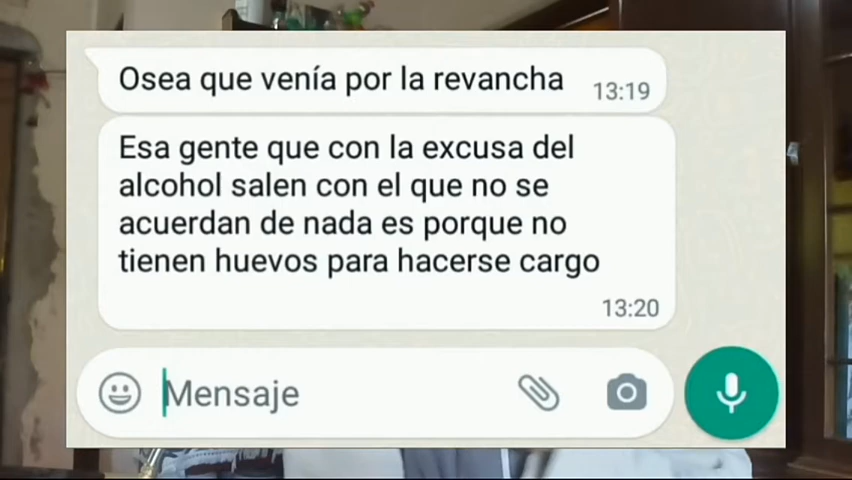 Osea que venía por la revancha
13:19
Esa gente que con la excusa del
alcohol salen con el que no se
acuerdan de nada es porque no
tienen huevos para hacerse cargo
13:20
Mensaje